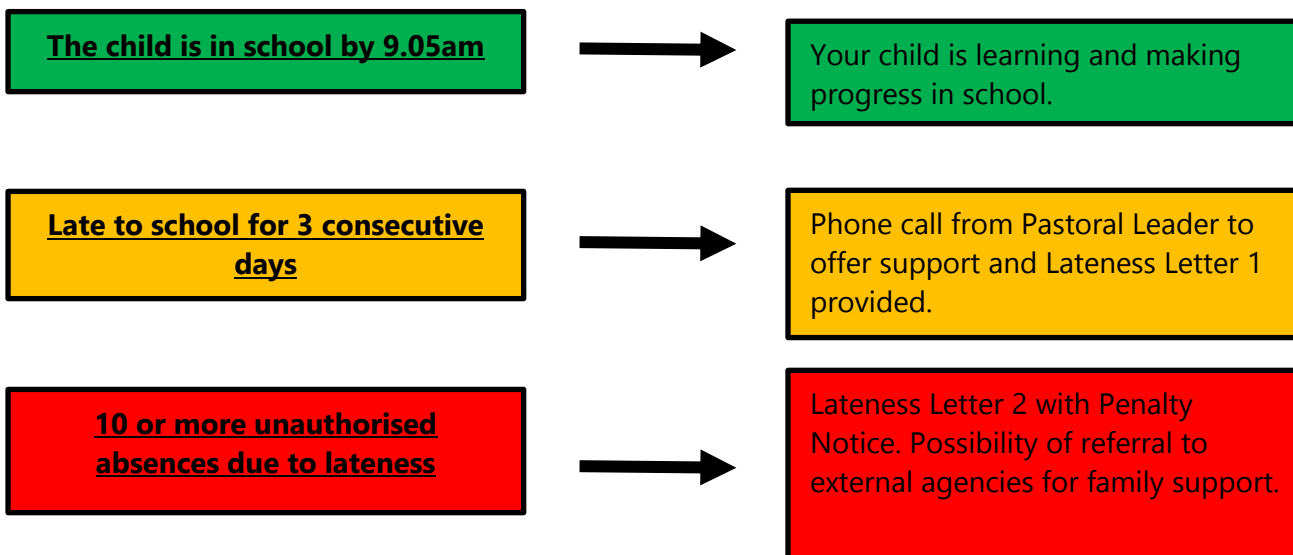 The child is in school by 9.05am
Your child is learning and making
progress in school.
Late to school for 3 consecutive
days
Phone call from Pastoral Leader to
offer support and Lateness Letter 1
provided.
10 or more unauthorised
absences due to lateness
Lateness Letter 2 with Penalty
Notice. Possibility of referral to
external agencies for family support.